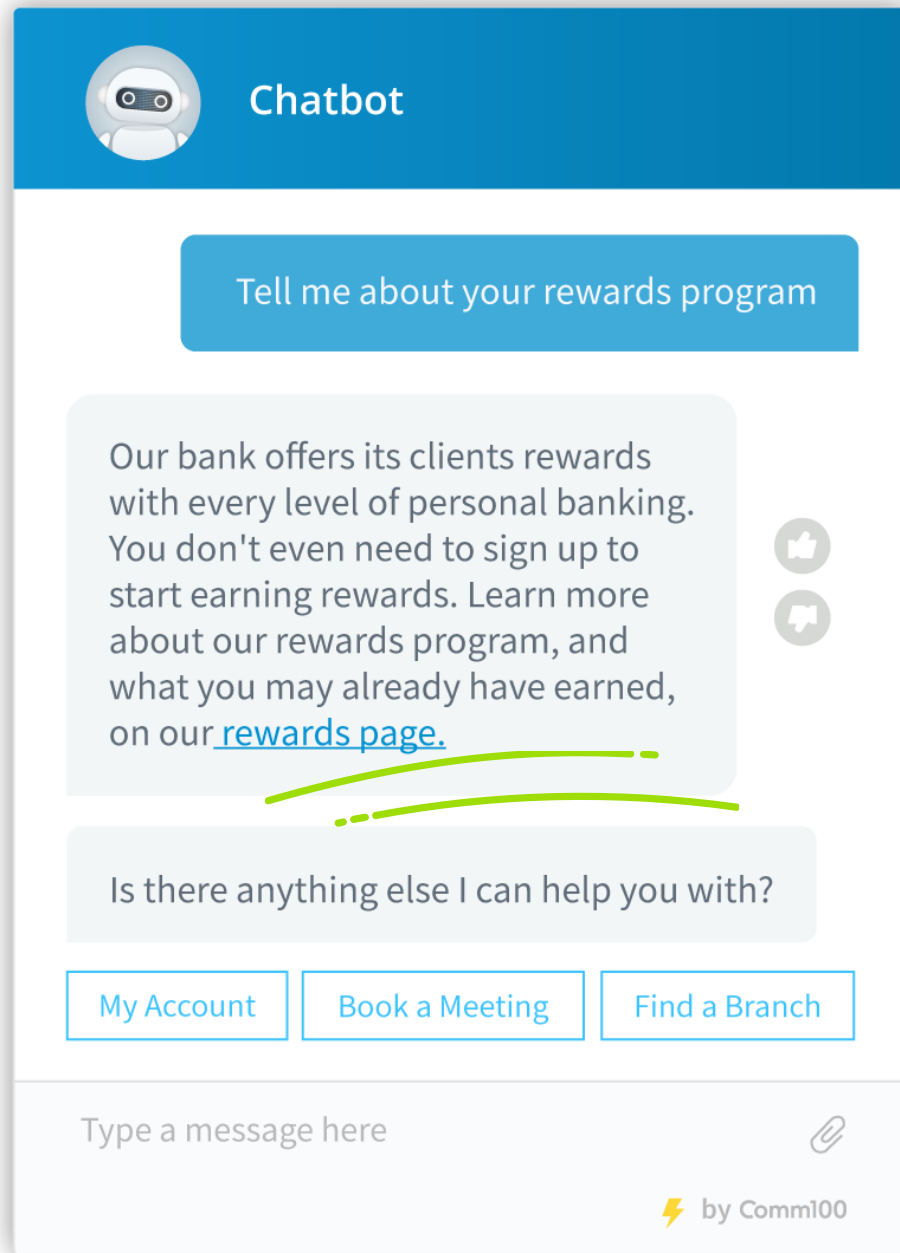 Chatbot
Tell me about your rewards program
Our bank offers its clients rewards
with every level of personal banking.
You don't even need to sign up to
start earning rewards. Learn more
about our rewards program, and
what you may already have earned,
on our rewards page.
Is there anything else I can help you with?
My Account
Book a Meeting
Find a Branch
Type a message here
by Comm100